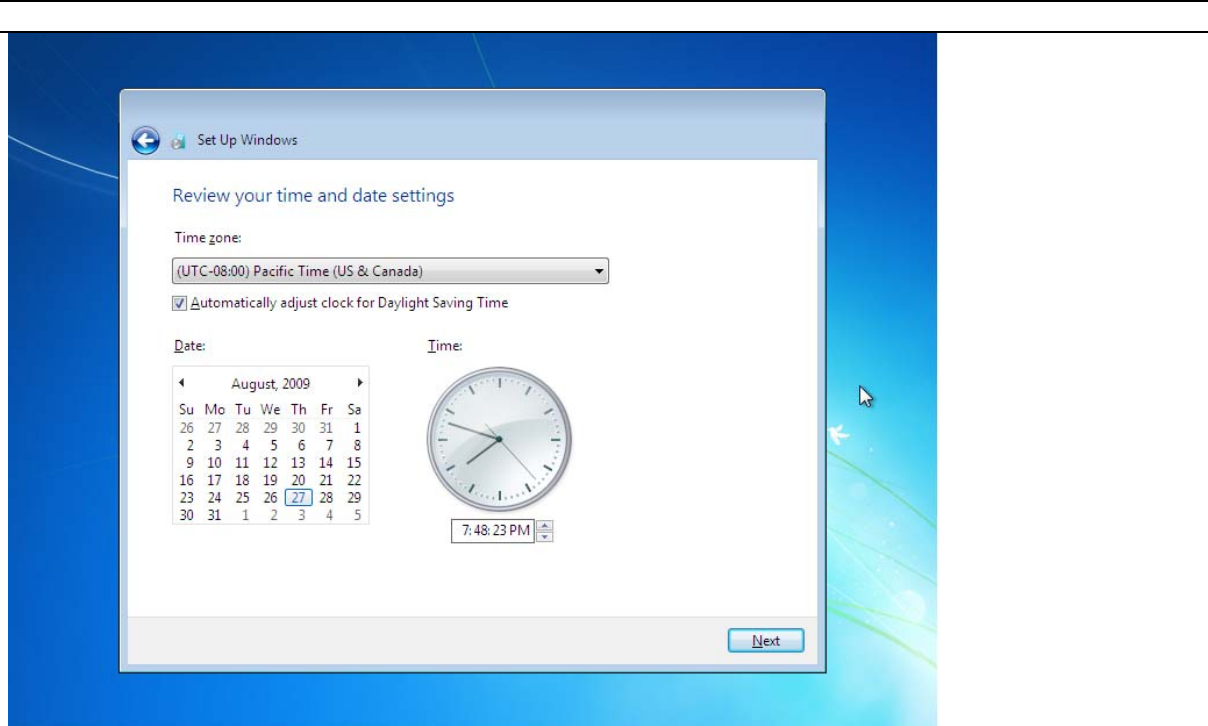 Set Up Windows
Review your time and date settings
Time zone:
(UTC-08:00) Pacific Time (US & Canada)
Automatically adjust clock for Daylight Saving Time
Date: Time:
August, 2009
Su Mo Tu We Th Fr Sa
26 27 28 29 30 31 1
2 3 4 5 6 7 8
9 10 11 12 13 14 15
16 17 18 19 20 21 22
23 24 25 26 27 28 29
30 31 1 2 3 4 5
7:48:23 PM
Next